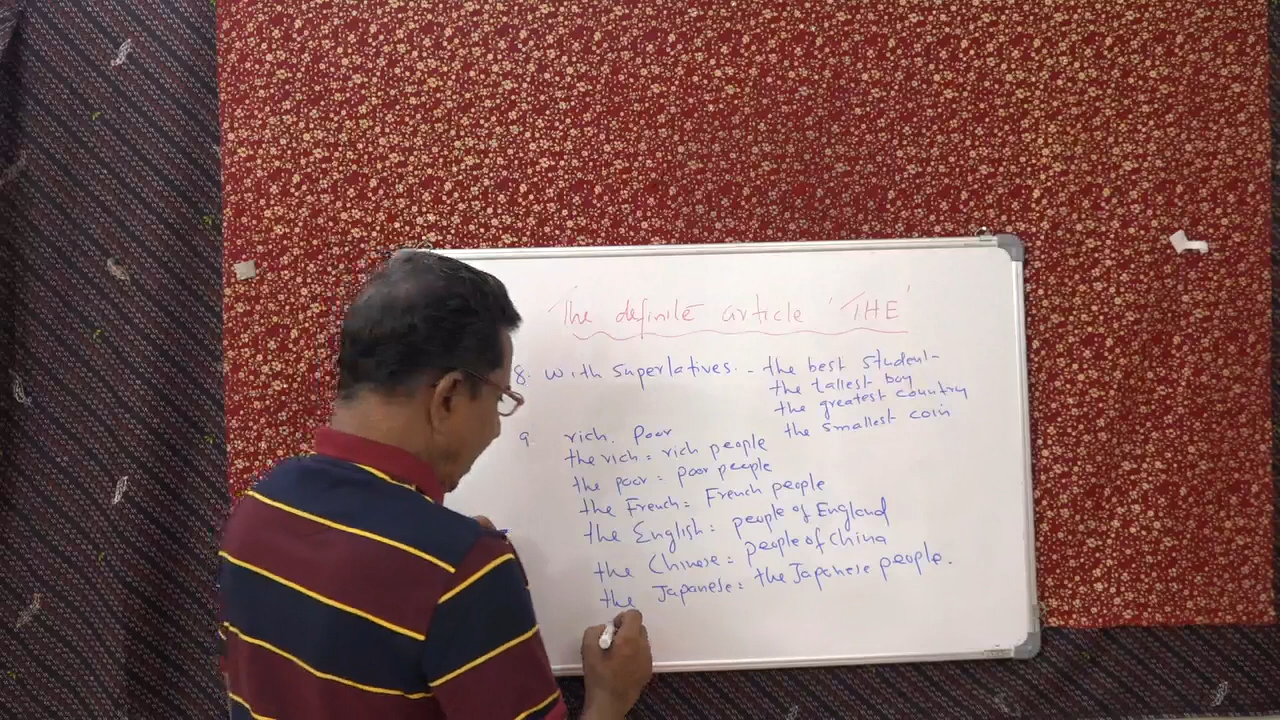 The definite article 'THE'
8. With superlatives. - the best student
the tallest boy
the greatest country
the smallest coin
9. rich. Poor
the rich = rich people
the poor = poor people
the French = French people
the English = people of England
the Chinese = people of China
the Japanese = the Japanese people.